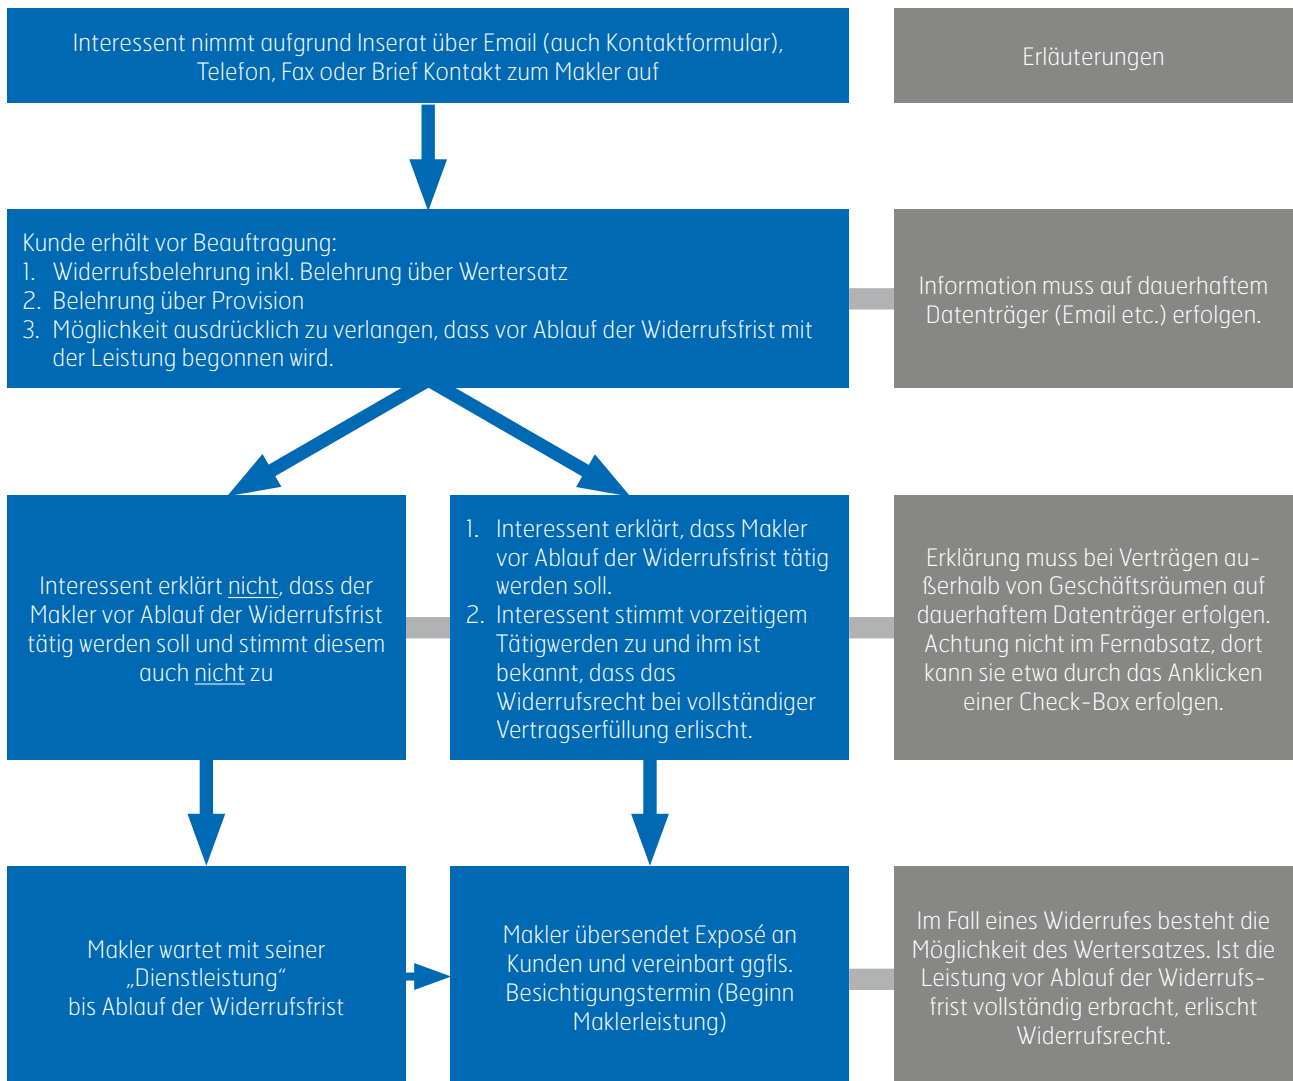 Interessent nimmt aufgrund Inserat über Email (auch Kontaktformular),
Telefon, Fax oder Brief Kontakt zum Makler auf
Erläuterungen
Kunde erhält vor Beauftragung:
1. Widerrufsbelehrung inkl. Belehrung über Wertersatz
2. Belehrung über Provision
3. Möglichkeit ausdrücklich zu verlangen, dass vor Ablauf der Widerrufsfrist mit
der Leistung begonnen wird.
Information muss auf dauerhaftem
Datenträger (Email etc.) erfolgen.
Interessent erklärt nicht, dass der
Makler vor Ablauf der Widerrufsfrist
tätig werden soll und stimmt diesem
auch nicht zu
1. Interessent erklärt, dass Makler
vor Ablauf der Widerrufsfrist tätig
werden soll.
2. Interessent stimmt vorzeitigem
Tätigwerden zu und ihm ist
bekannt, dass das
Widerrufsrecht bei vollständiger
Vertragserfüllung erlischt.
Erklärung muss bei Verträgen au-
ßerhalb von Geschäftsräumen auf
dauerhaftem Datenträger erfolgen.
Achtung nicht im Fernabsatz, dort
kann sie etwa durch das Anklicken
einer Check-Box erfolgen.
Makler wartet mit seiner
„Dienstleistung“
bis Ablauf der Widerrufsfrist
Makler übersendet Exposé an
Kunden und vereinbart ggfls.
Besichtigungstermin (Beginn
Maklerleistung)
Im Fall eines Widerrufes besteht die
Möglichkeit des Wertersatzes. Ist die
Leistung vor Ablauf der Widerrufs-
frist vollständig erbracht, erlischt
Widerrufsrecht.